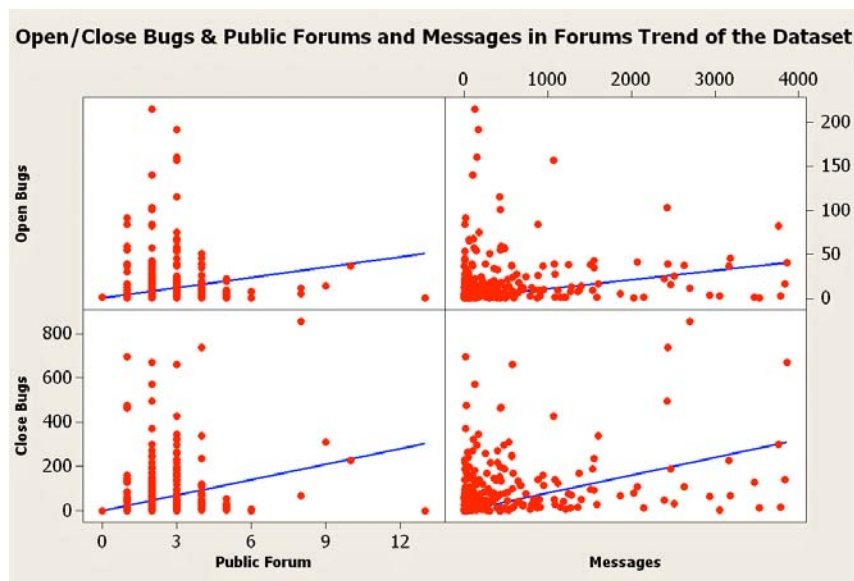 Open/Close Bugs & Public Forums and Messages in Forums Trend of the Dataset
0 1000 2000 3000 4000
Open Bugs
200
150
100
50
0
Close Bugs
800
600
400
200
0
0 3 6 9 12
Public Forum
Messages